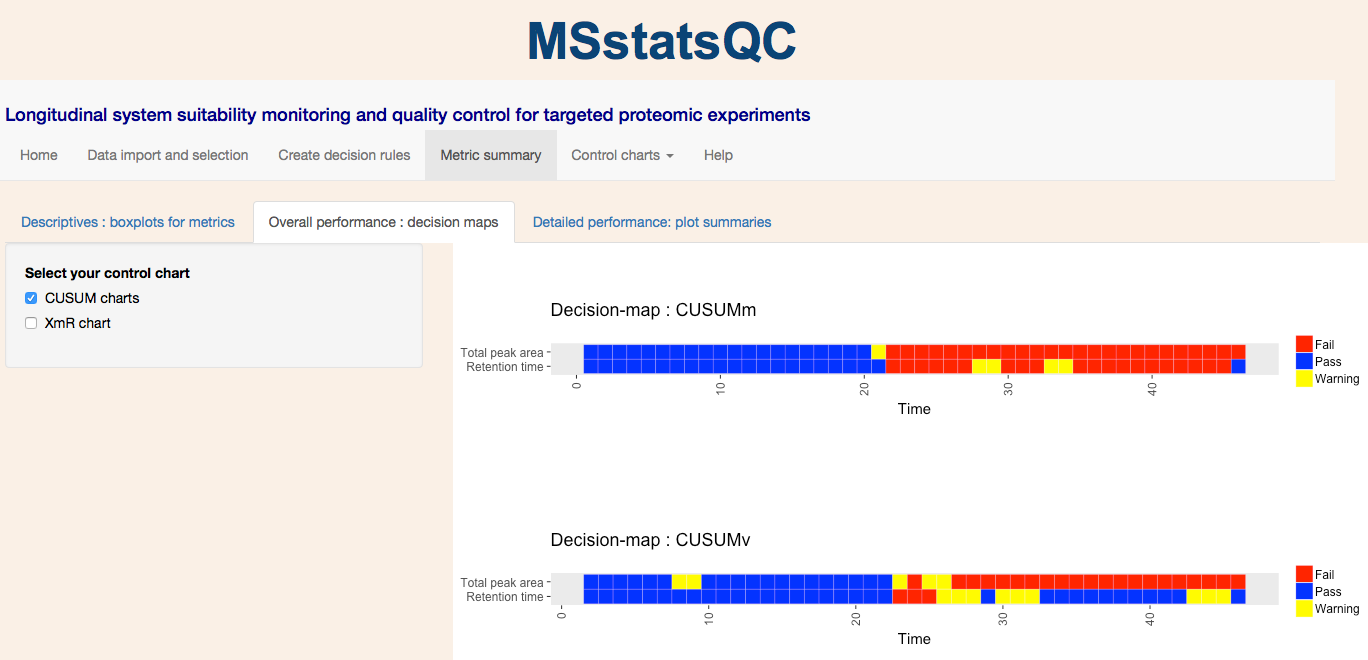 MSstatsQC
Longitudinal system suitability monitoring and quality control for targeted proteomic experiments
Home Data import and selection Create decision rules Metric summary Control charts Help
Descriptives : boxplots for metrics Overall performance : decision maps Detailed performance: plot summaries
Select your control chart
CUSUM charts
XmR chart
Decision-map : CUSUMm
Total peak area
Retention time
0 10 20 30 40
Time
Fail
Pass
Warning
Decision-map : CUSUMv
Total peak area
Retention time
0 10 20 30 40
Time
Fail
Pass
Warning